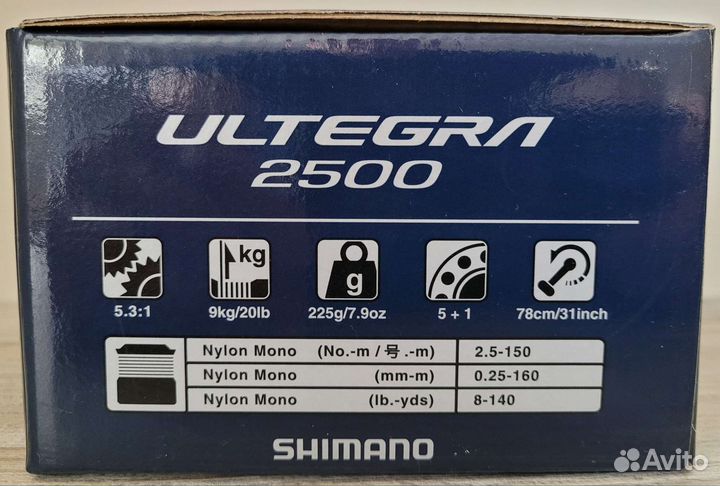 ULTEGRA
2500
kg
g
5.3:1
9kg/20lb
225g/7.9oz
5 + 1
78cm/31inch
Nylon Mono (No.-m / 号.-m) 2.5-150
Nylon Mono (mm-m) 0.25-160
Nylon Mono (lb.-yds) 8-140
SHIMANO
Avito